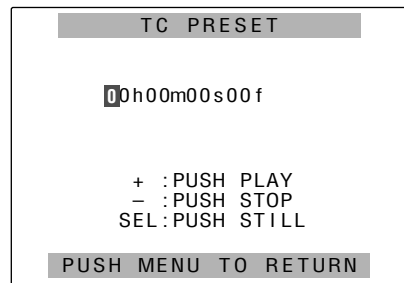 TC PRESET
00h00m00s00f
+ :PUSH PLAY
– :PUSH STOP
SEL:PUSH STILL
PUSH MENU TO RETURN